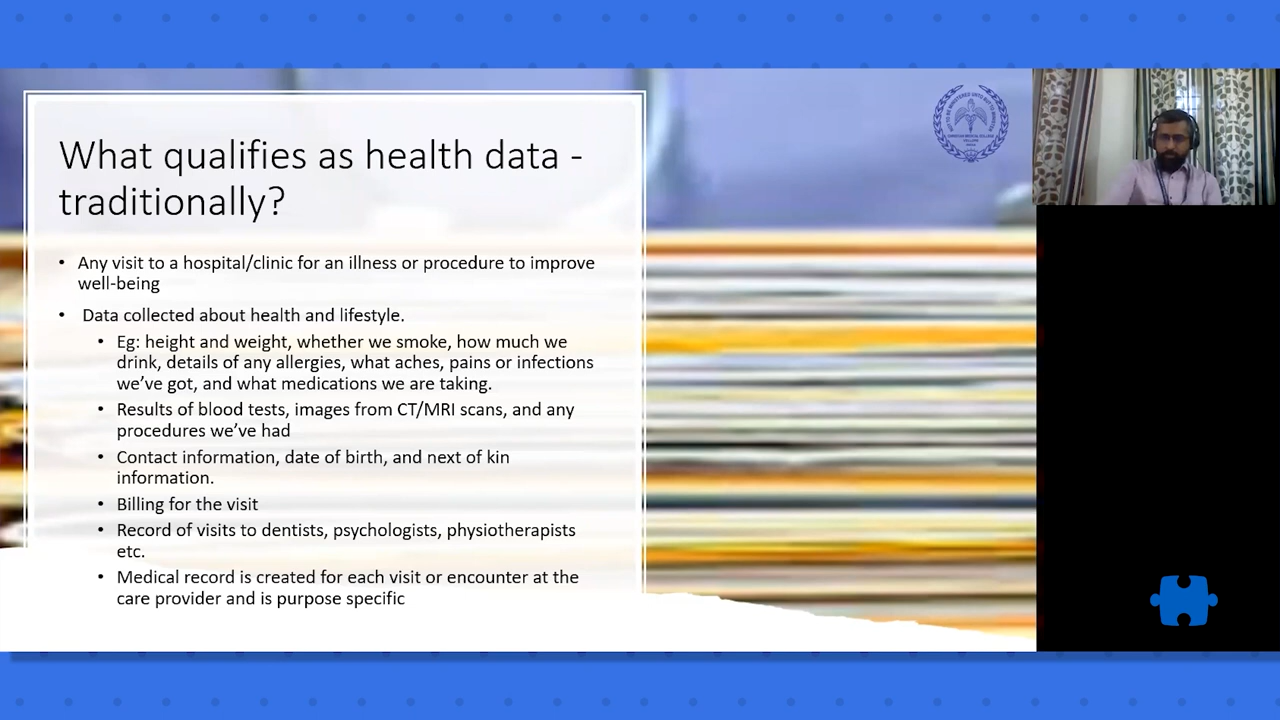 What qualifies as health data -
traditionally?
• Any visit to a hospital/clinic for an illness or procedure to improve
well-being
• Data collected about health and lifestyle.
• Eg: height and weight, whether we smoke, how much we
drink, details of any allergies, what aches, pains or infections
we’ve got, and what medications we are taking.
• Results of blood tests, images from CT/MRI scans, and any
procedures we’ve had
• Contact information, date of birth, and next of kin
information.
• Billing for the visit
• Record of visits to dentists, psychologists, physiotherapists
etc.
• Medical record is created for each visit or encounter at the
care provider and is purpose specific